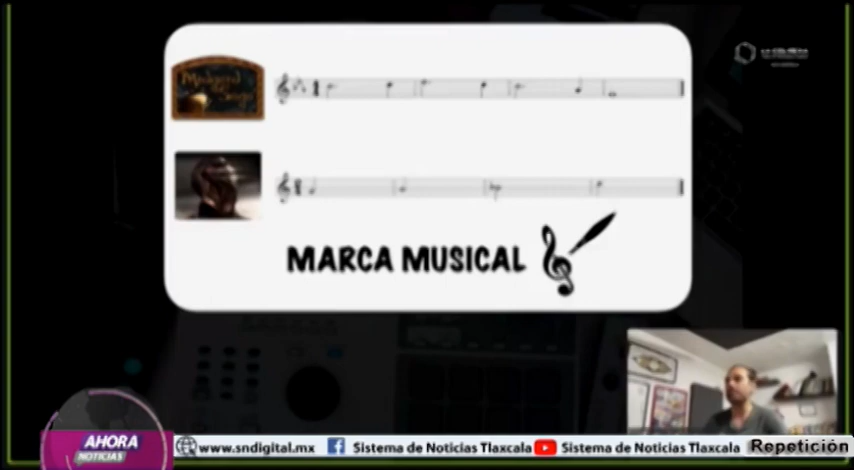 MARCA MUSICAL
AHORA
NOTICIAS
www.sndigital.mx
Sistema de Noticias Tlaxcala
Sistema de Noticias Tlaxcala
Repetición